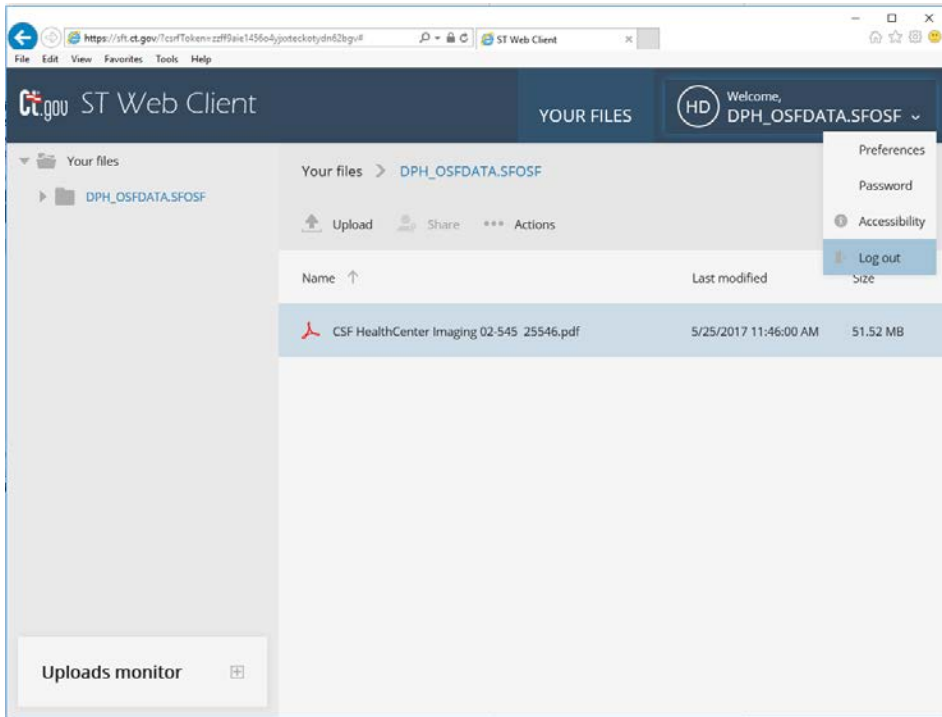 https://sft.ct.gov/?csrfToken=zzff9aie1456o4yjoteckotydn62bgv#
ST Web Client
File Edit View Favorites Tools Help
Ct.gov ST Web Client
YOUR FILES
HD
Welcome,
DPH_OSFDATA.SFOSF
Preferences
Password
Accessibility
Log out
Your files
DPH_OSFDATA.SFOSF
Your files > DPH_OSFDATA.SFOSF
Upload Share Actions
Name Last modified Size
CSF HealthCenter Imaging 02-545 25546.pdf 5/25/2017 11:46:00 AM 51.52 MB
Uploads monitor